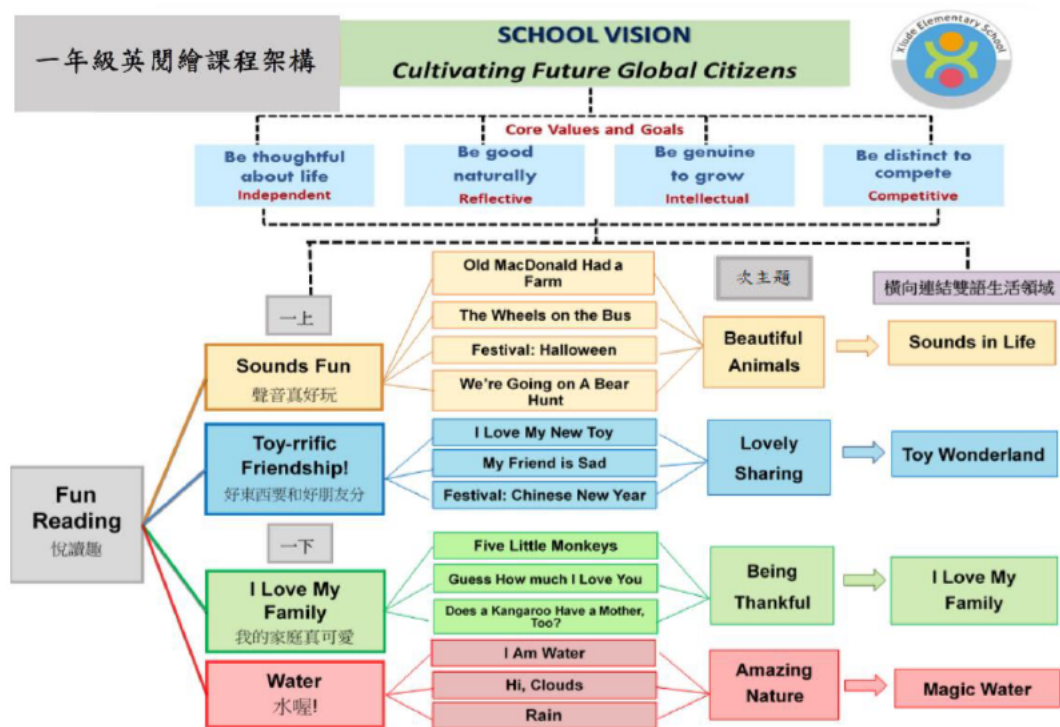 一年級英閱繪課程架構
SCHOOL VISION
Cultivating Future Global Citizens
Xiude Elementary School
Core Values and Goals
Be thoughtful
about life
Independent
Be good
naturally
Reflective
Be genuine
to grow
Intellectual
Be distinct to
compete
Competitive
一上
次主題
橫向連結雙語生活領域
Fun
Reading
悅讀趣
Sounds Fun
聲音真好玩
Old MacDonald Had a
Farm
The Wheels on the Bus
Festival: Halloween
We're Going on A Bear
Hunt
Beautiful
Animals
Sounds in Life
Toy-rrific
Friendship!
好東西要和好朋友分
I Love My New Toy
My Friend is Sad
Festival: Chinese New Year
Lovely
Sharing
Toy Wonderland
一下
I Love My
Family
我的家庭真可愛
Five Little Monkeys
Guess How much I Love You
Does a Kangaroo Have a Mother,
Too?
Being
Thankful
I Love My
Family
Water
水喔!
I Am Water
Hi, Clouds
Rain
Amazing
Nature
Magic Water